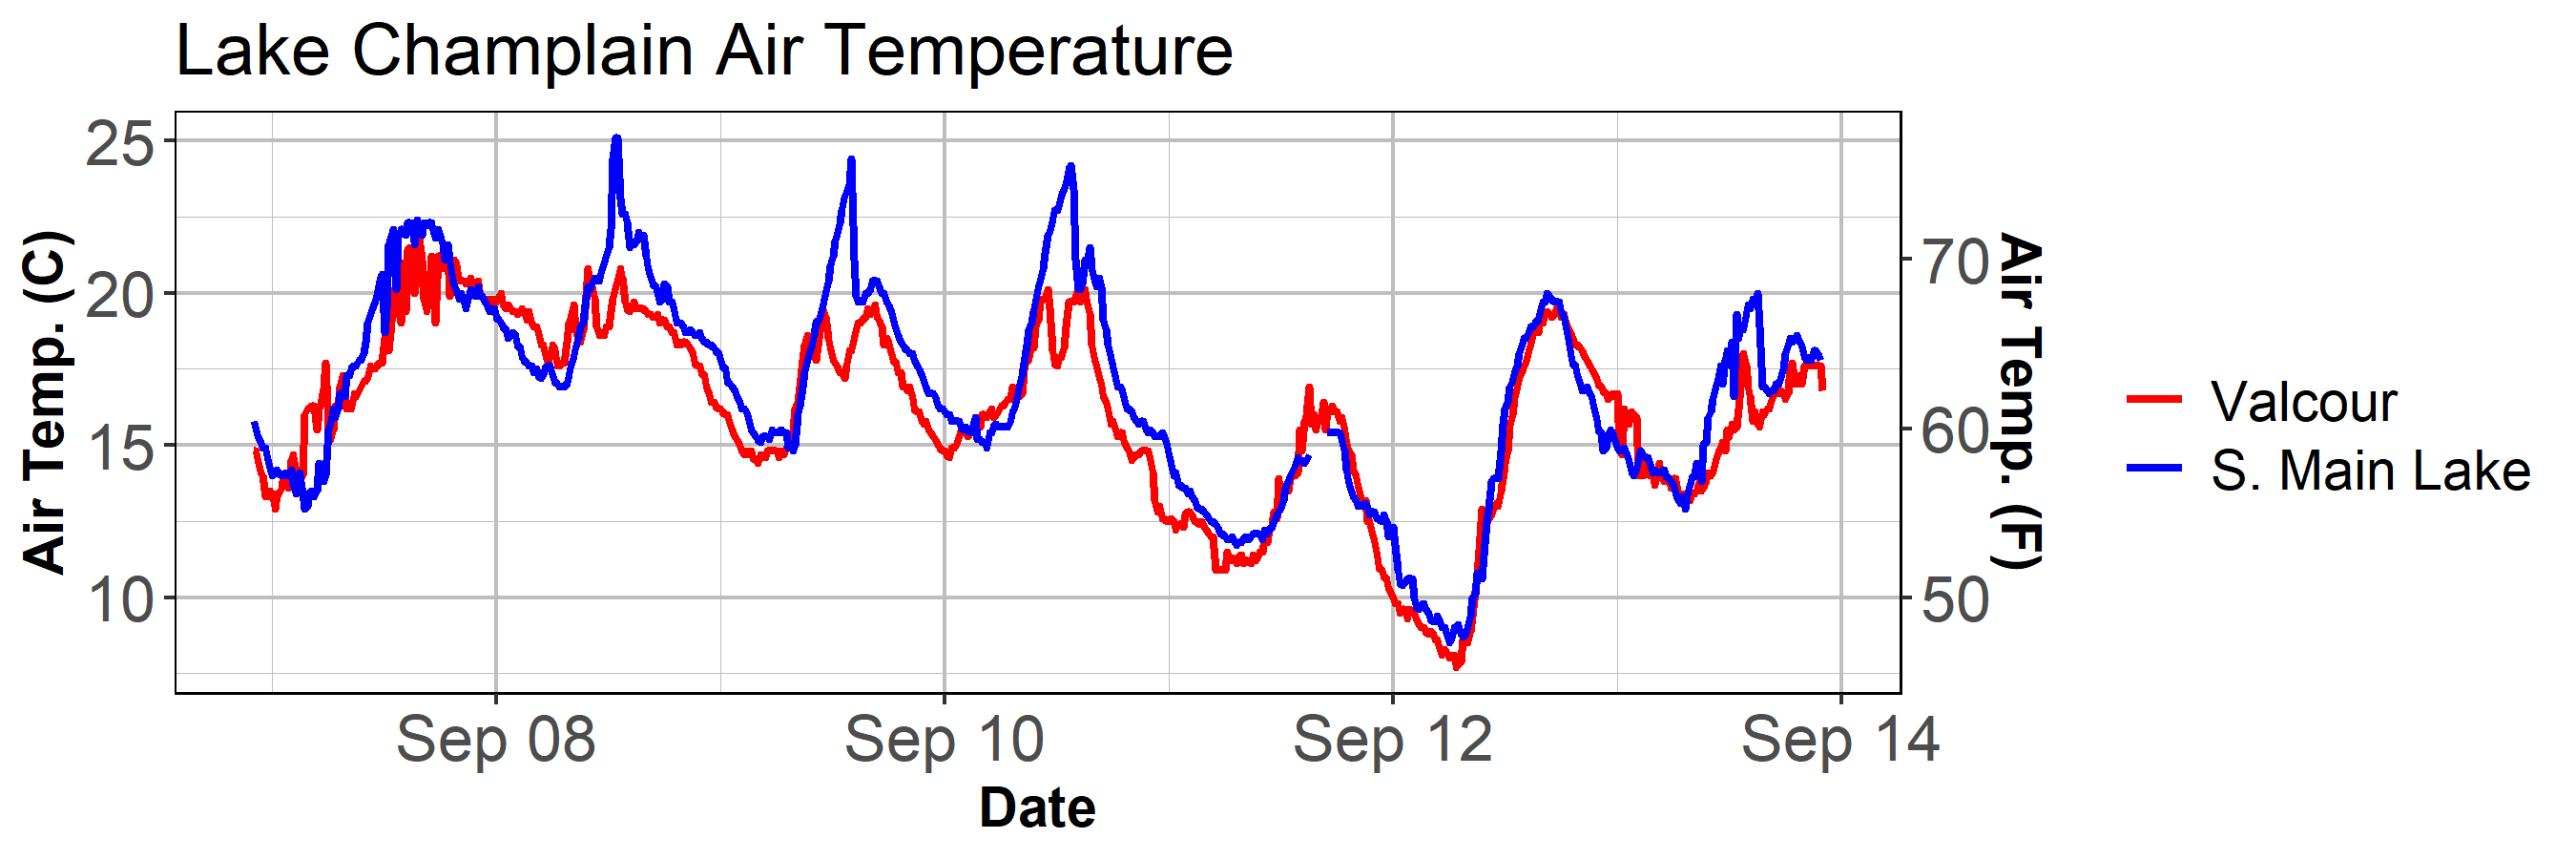 Lake Champlain Air Temperature
25
20
15
10
Air Temp. (C)
70
60
50
Air Temp. (F)
Sep 08
Sep 10
Sep 12
Sep 14
Date
Valcour
S. Main Lake